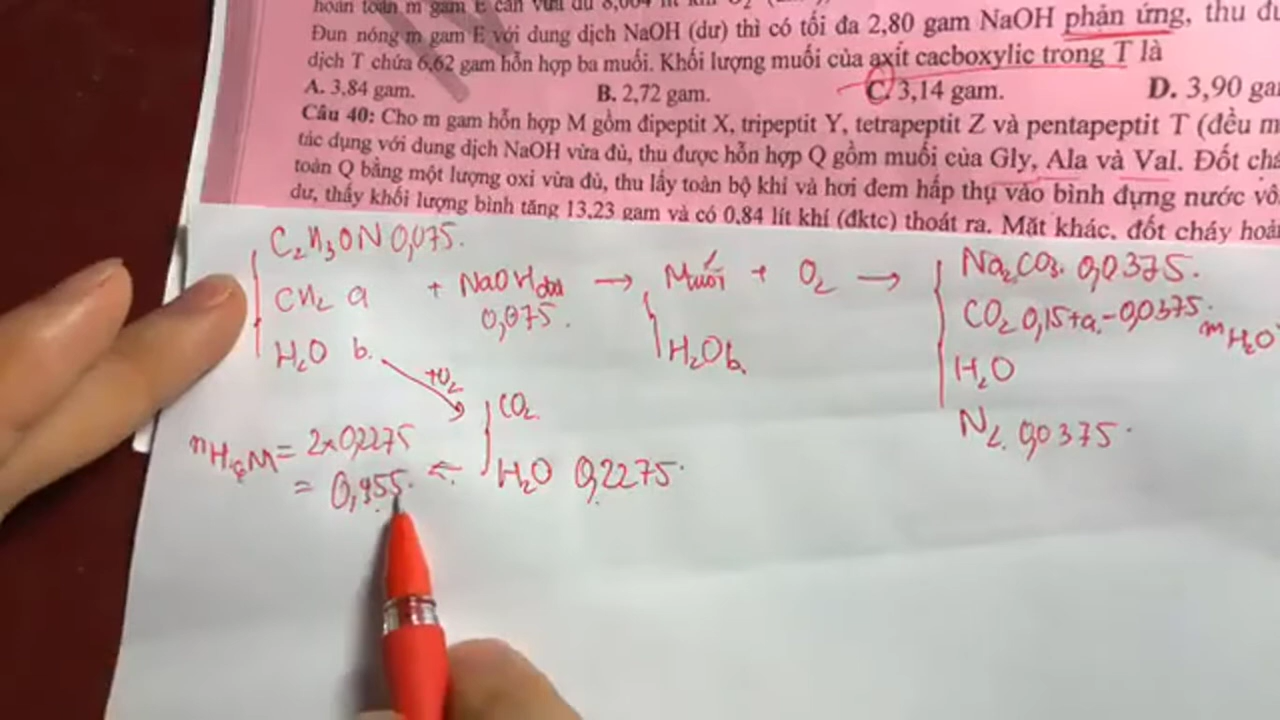 hoàn toàn m gam E cần vừa đủ 8,064 lít khí O₂
Đun nóng m gam E với dung dịch NaOH (dư) thì có tối đa 2,80 gam NaOH phản ứng, thu
dịch T chứa 6,62 gam hỗn hợp ba muối. Khối lượng muối của axit cacboxylic trong T là
A. 3,84 gam. B. 2,72 gam. C. 3,14 gam. D. 3,90
Câu 40: Cho m gam hỗn hợp M gồm đipeptit X, tripeptit Y, tetrapeptit Z và pentapeptit T (đều m
tác dụng với dung dịch NaOH vừa đủ, thu được hỗn hợp Q gồm muối của Gly, Ala và Val. Đốt
toàn Q bằng một lượng oxi vừa đủ, thu lấy toàn bộ khí và hơi đem hấp thụ vào bình đựng nước vô
dư, thấy khối lượng bình tăng 13,23 gam và có 0,84 lít khí (đktc) thoát ra. Mặt khác, đốt cháy
C₂H₃ON 0,075.
CH₂ a + NaOH → Muối + O₂ →
0,075.
H₂O b.
H₂O b.
Na₂CO₃ 0,0375.
CO₂ 0,15+a-0,0375.
mH₂O
H₂O
N₂ 0,0375.
+O₂
CO₂
H₂O 0,2275.
nH M = 2×0,2275
= 0,455. ←